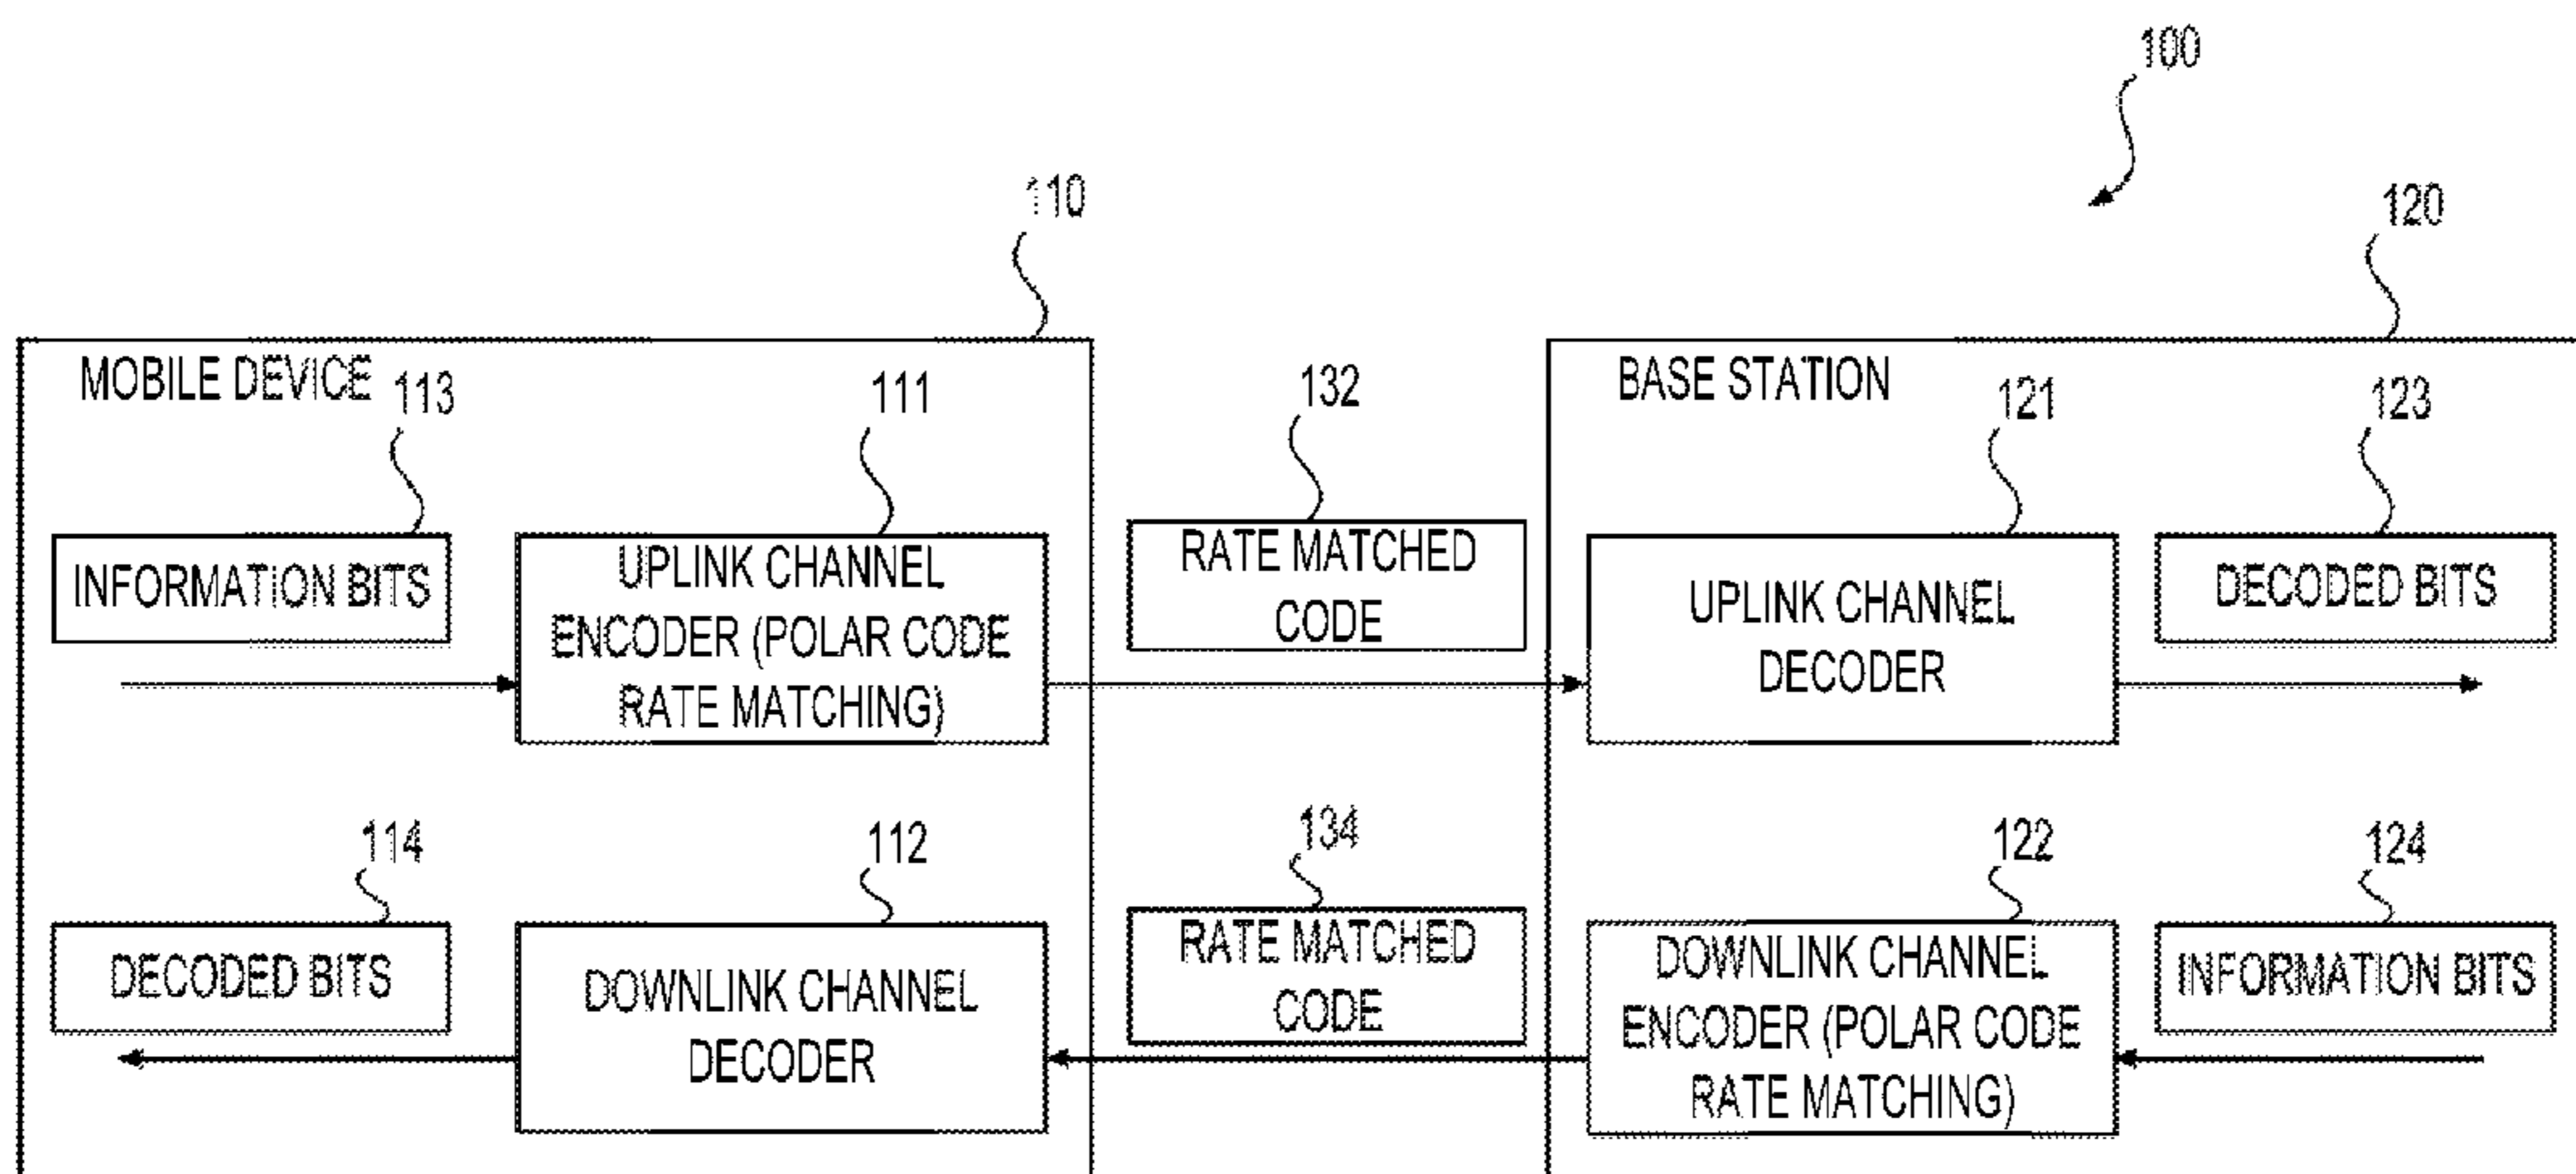 100
110
120
MOBILE DEVICE
113
111
132
BASE STATION
121
123
INFORMATION BITS
UPLINK CHANNEL
ENCODER (POLAR CODE
RATE MATCHING)
RATE MATCHED
CODE
UPLINK CHANNEL
DECODER
DECODED BITS
114
112
134
122
124
DECODED BITS
DOWNLINK CHANNEL
DECODER
RATE MATCHED
CODE
DOWNLINK CHANNEL
ENCODER (POLAR CODE
RATE MATCHING)
INFORMATION BITS